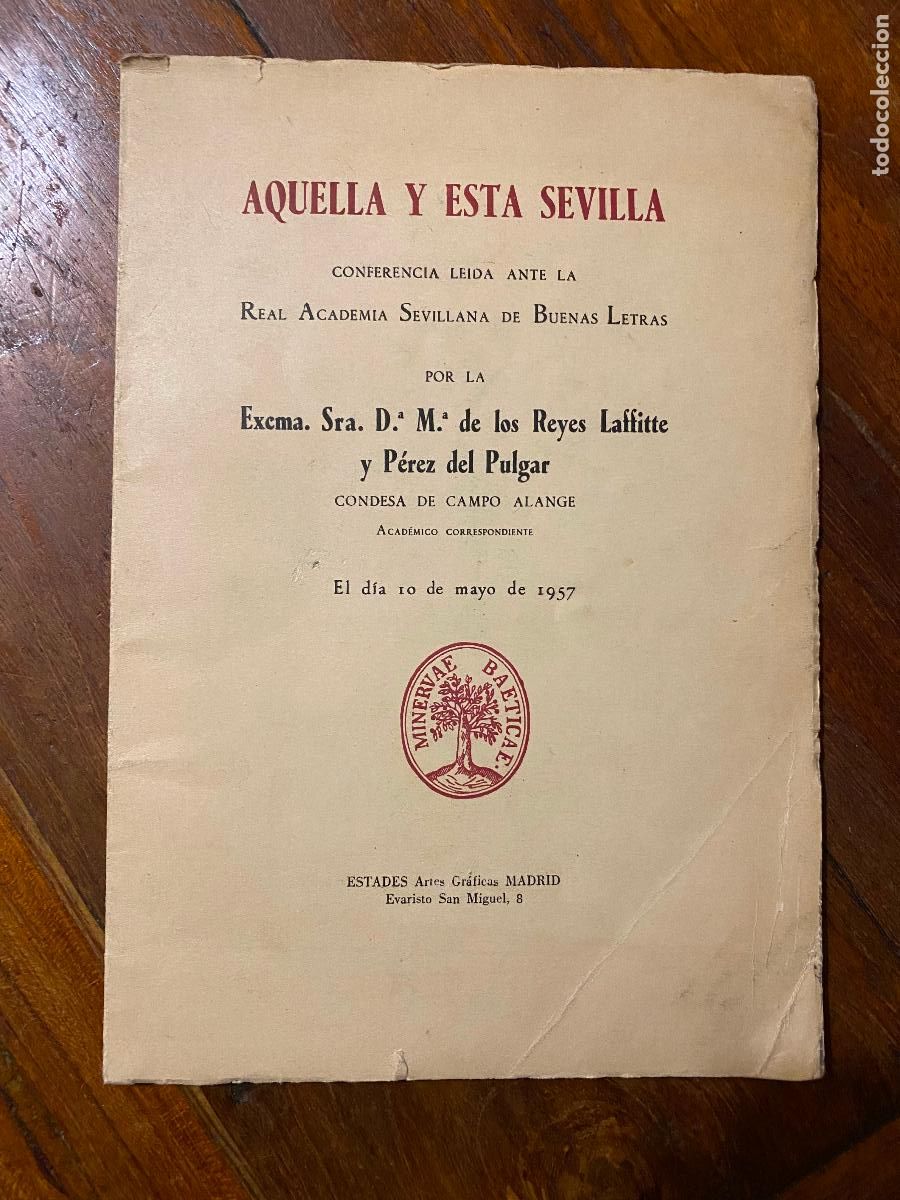 AQUELLA Y ESTA SEVILLA
CONFERENCIA LEIDA ANTE LA
REAL ACADEMIA SEVILLANA DE BUENAS LETRAS
POR LA
Excma. Sra. D.ª M.ª de los Reyes Laffitte
y Pérez del Pulgar
CONDESA DE CAMPO ALANGE
ACADÉMICO CORRESPONDIENTE
El día 10 de mayo de 1957
MINERVAE BAETICAE.
ESTADES Artes Gráficas MADRID
Evaristo San Miguel, 8
todocoleccion